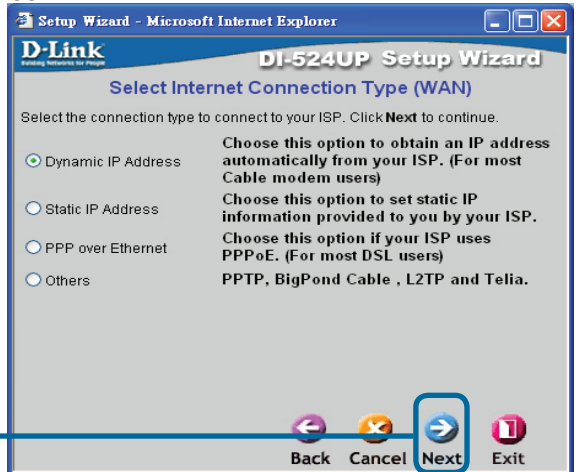 Setup Wizard - Microsoft Internet Explorer
D-Link
Building Networks for People
DI-524UP Setup Wizard
Select Internet Connection Type (WAN)
Select the connection type to connect to your ISP. Click Next to continue.
Dynamic IP Address
Choose this option to obtain an IP address
automatically from your ISP. (For most
Cable modem users)
Static IP Address
Choose this option to set static IP
information provided to you by your ISP.
PPP over Ethernet
Choose this option if your ISP uses
PPPoE. (For most DSL users)
Others
PPTP, BigPond Cable , L2TP and Telia.
Back Cancel Next Exit